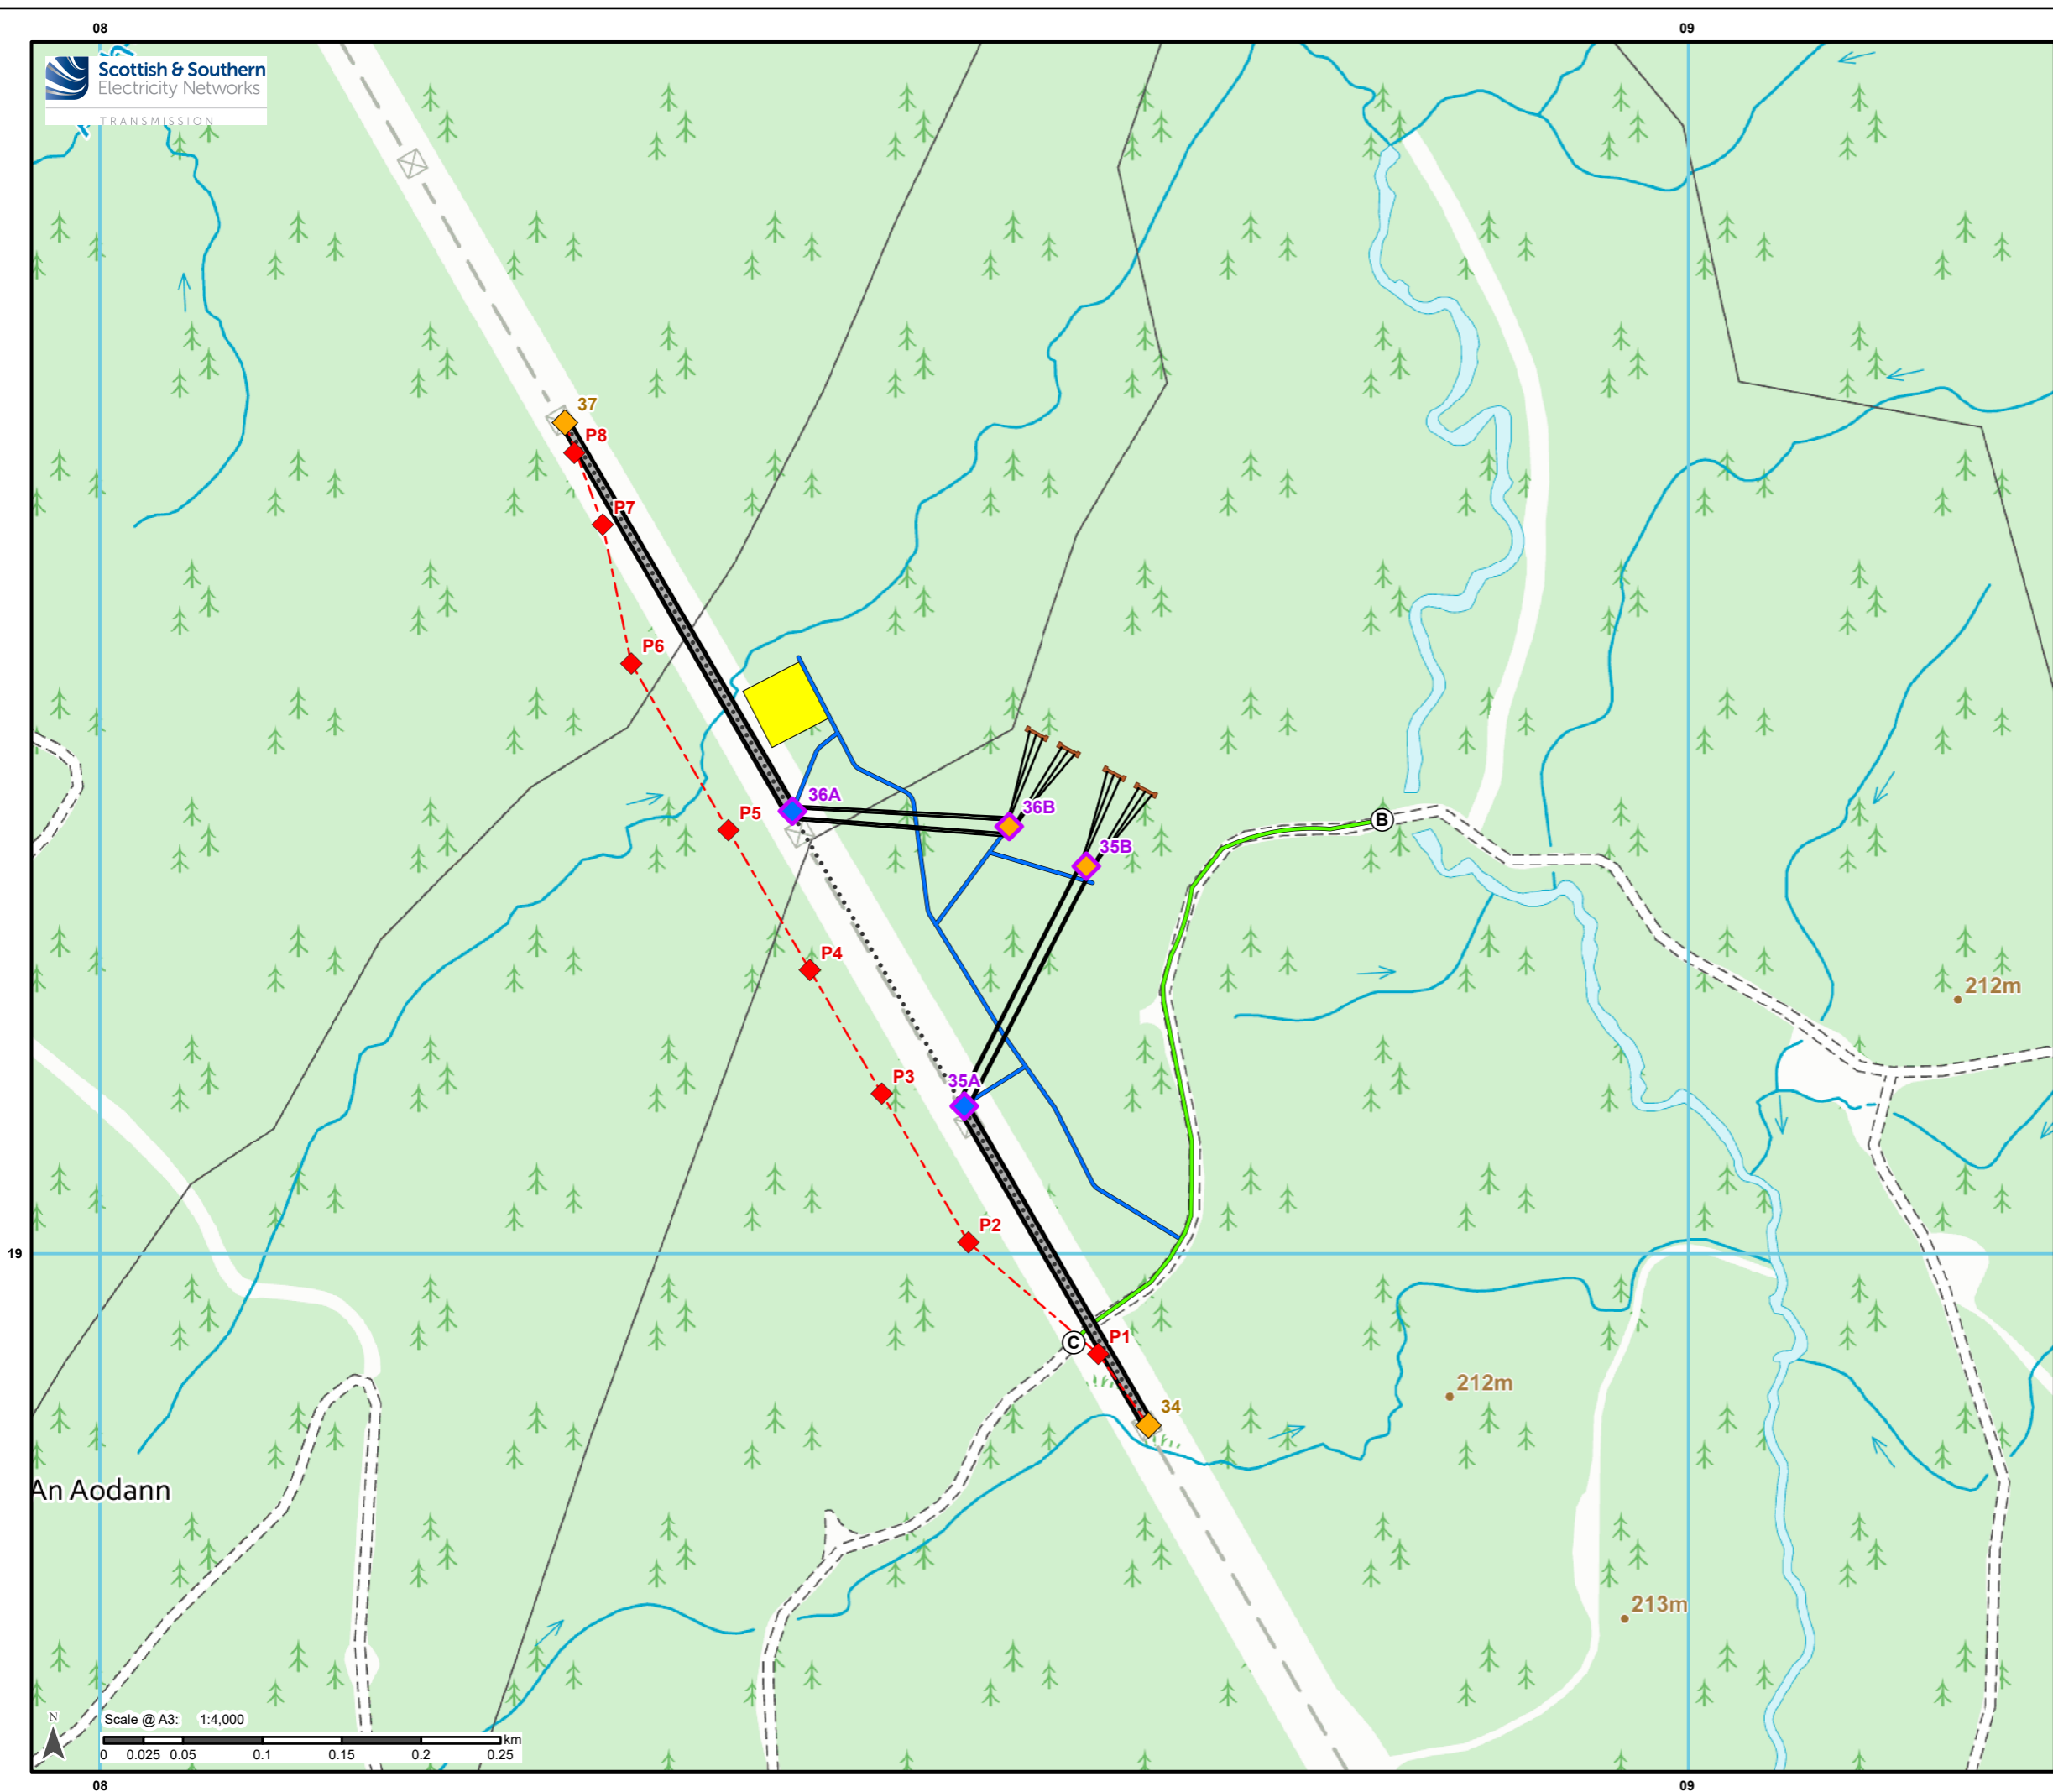 08
09
Scottish & Southern
Electricity Networks
TRANSMISSION
37
P8
P7
P6
36A
P5
36B
B
35B
P4
212m
P3
35A
P2
19
C
P1
212m
34
An Aodann
213m
N
Scale @ A3: 1:4,000
km
0 0.025 0.05 0.1 0.15 0.2 0.25
08
09